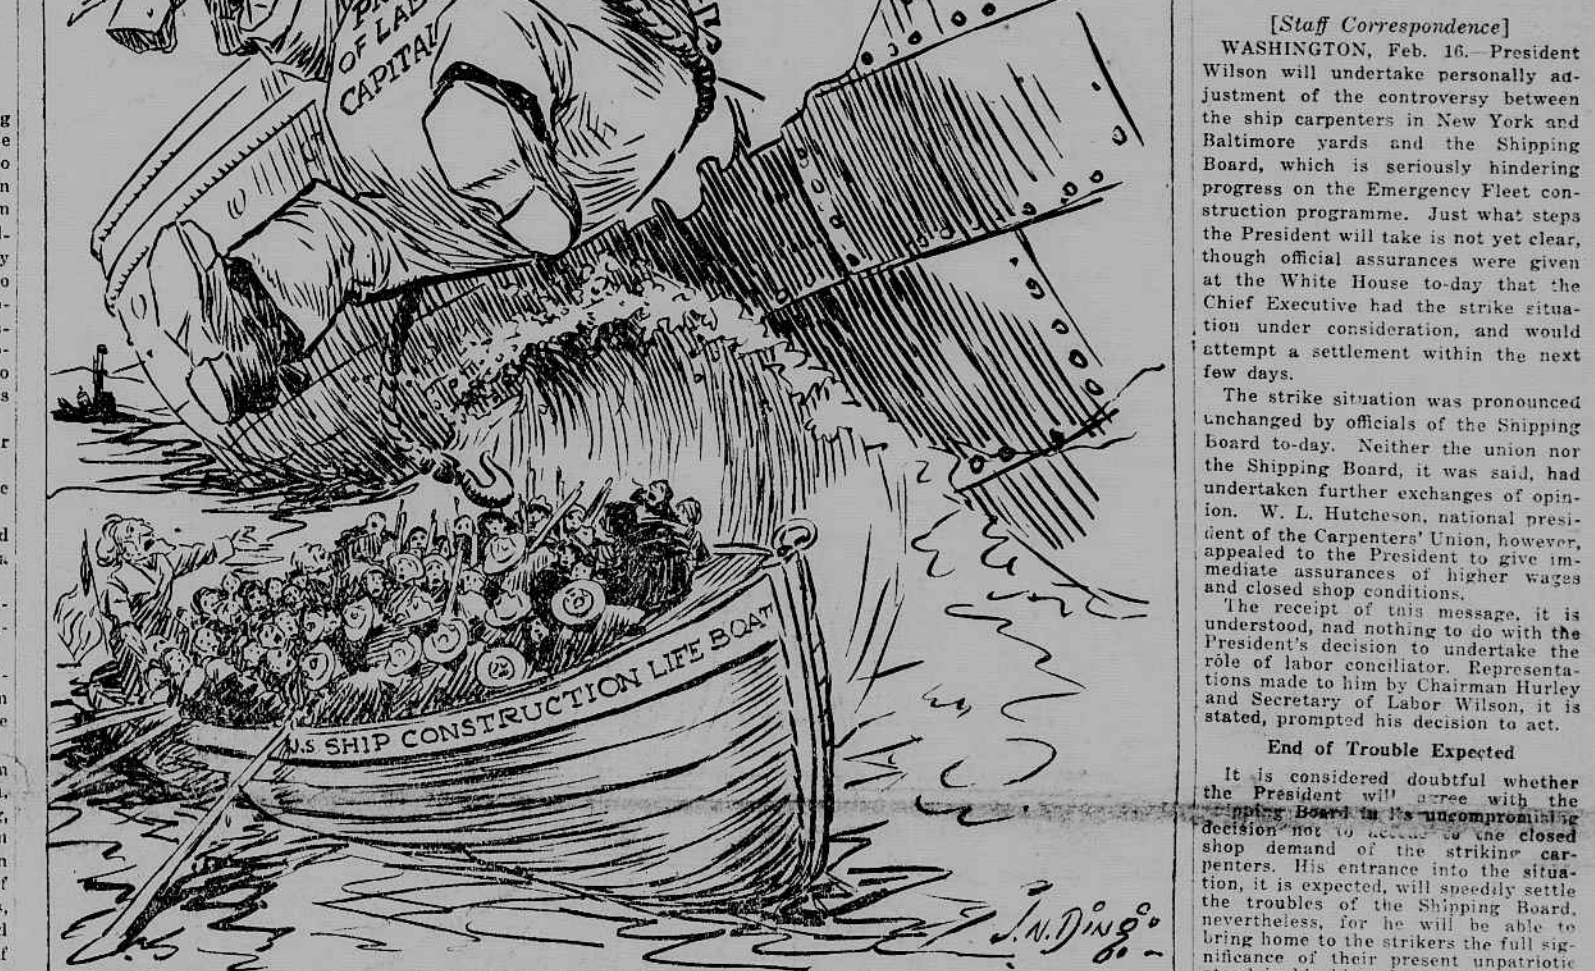 OF LAB
CAPITAL
U.S SHIP CONSTRUCTION LIFE BOAT
J.N. DING
[Staff Correspondence]
WASHINGTON, Feb. 16.—President
Wilson will undertake personally ad-
justment of the controversy between
the ship carpenters in New York and
Baltimore yards and the Shipping
Board, which is seriously hindering
progress on the Emergency Fleet con-
struction programme. Just what steps
the President will take is not yet clear,
though official assurances were given
at the White House to-day that the
Chief Executive had the strike situa-
tion under consideration, and would
attempt a settlement within the next
few days.
The strike situation was pronounced
unchanged by officials of the Shipping
Board to-day. Neither the union nor
the Shipping Board, it was said, had
undertaken further exchanges of opin-
ion. W. L. Hutcheson, national presi-
dent of the Carpenters' Union, however,
appealed to the President to give im-
mediate assurances of higher wages
and closed shop conditions.
The receipt of this message, it is
understood, had nothing to do with the
President's decision to undertake the
rôle of labor conciliator. Representa-
tions made to him by Chairman Hurley
and Secretary of Labor Wilson, it is
stated, prompted his decision to act.
End of Trouble Expected
It is considered doubtful whether
the President will agree with the
Board in its uncompromising
decision not to the closed
shop demand of the striking car-
penters. His entrance into the situa-
tion, it is expected, will speedily settle
the troubles of the Shipping Board,
nevertheless, for he will be able to
bring home to the strikers the full sig-
nificance of their present unpatriotic